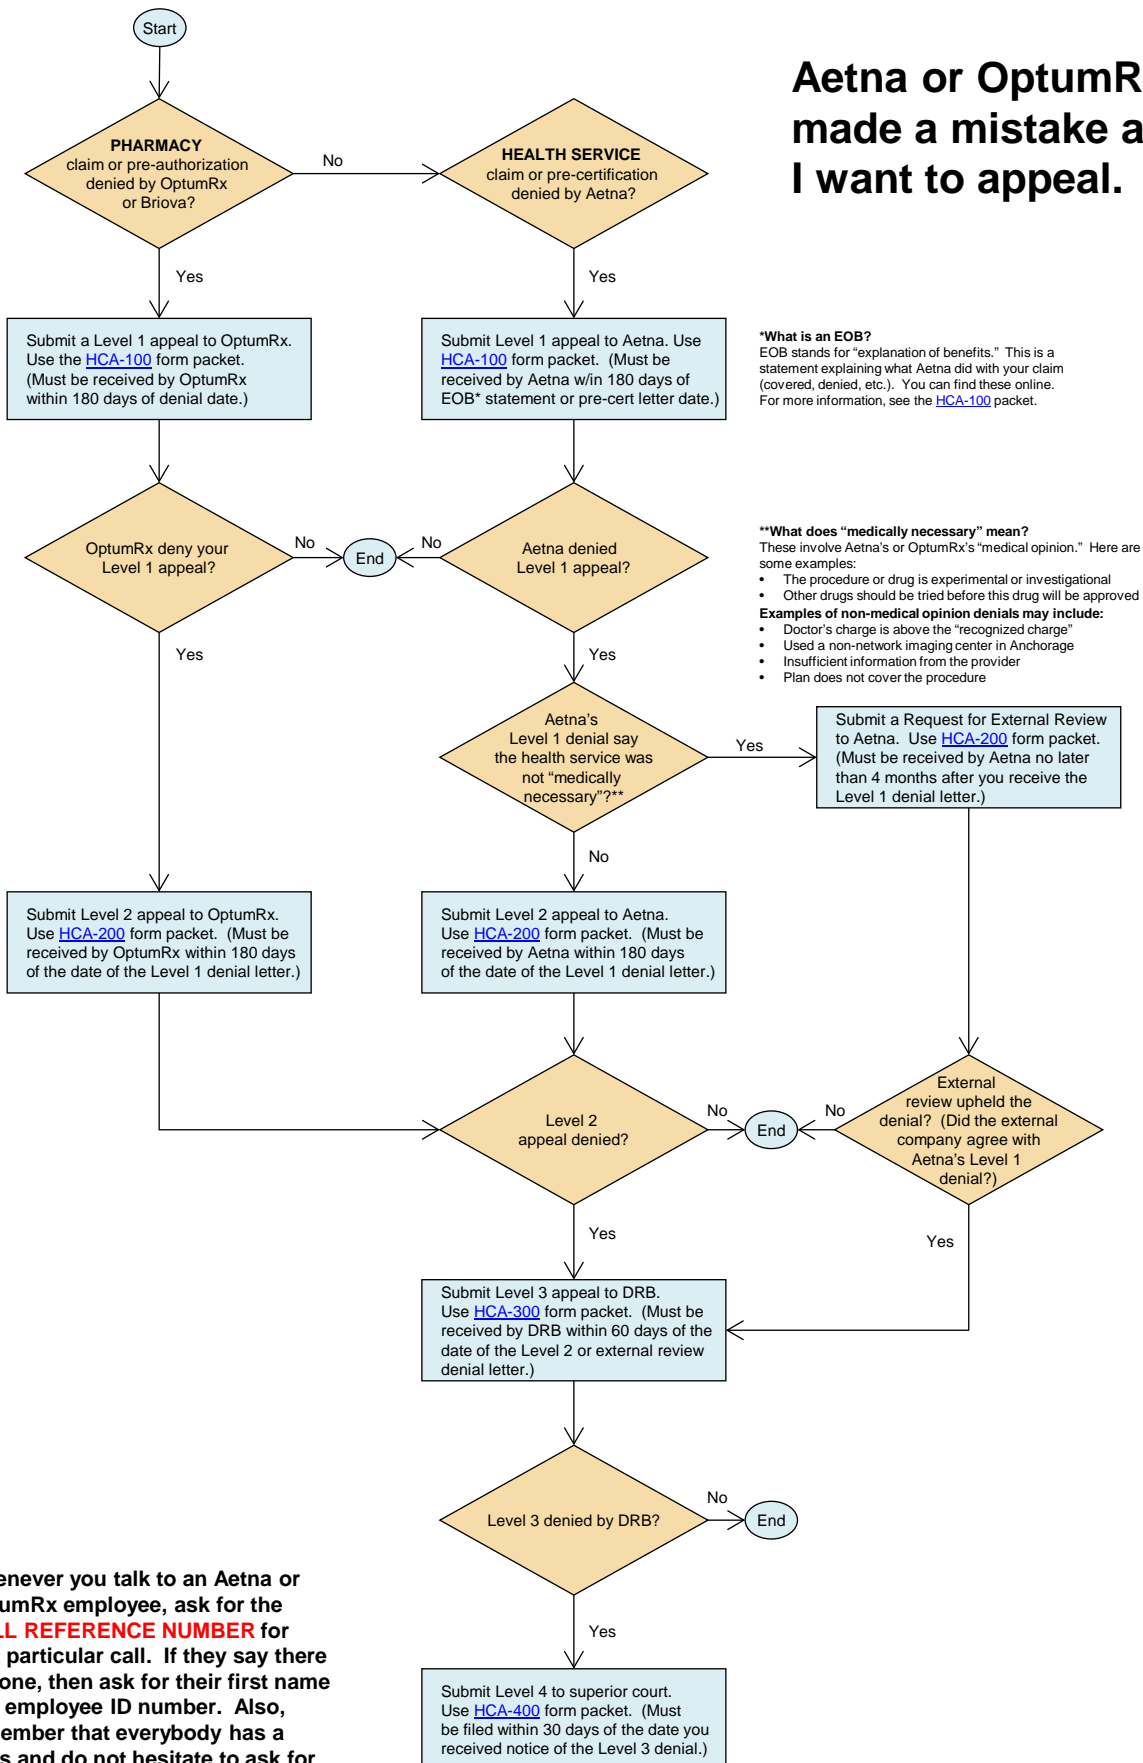 Start
Aetna or OptumR
made a mistake a
I want to appeal.
PHARMACY
claim or pre-authorization
denied by OptumRx
or Briova?
No
HEALTH SERVICE
claim or pre-certification
denied by Aetna?
Yes
Yes
Submit a Level 1 appeal to OptumRx.
Use the HCA-100 form packet.
(Must be received by OptumRx
within 180 days of denial date.)
Submit Level 1 appeal to Aetna. Use
HCA-100 form packet. (Must be
received by Aetna w/in 180 days of
EOB* statement or pre-cert letter date.)
*What is an EOB?
EOB stands for “explanation of benefits.” This is a
statement explaining what Aetna did with your claim
(covered, denied, etc.). You can find these online.
For more information, see the HCA-100 packet.
OptumRx deny your
Level 1 appeal?
No
End
No
Aetna denied
Level 1 appeal?
**What does “medically necessary” mean?
These involve Aetna’s or OptumRx’s “medical opinion.” Here are
some examples:
• The procedure or drug is experimental or investigational
• Other drugs should be tried before this drug will be approved
Examples of non-medical opinion denials may include:
• Doctor’s charge is above the “recognized charge”
• Used a non-network imaging center in Anchorage
• Insufficient information from the provider
• Plan does not cover the procedure
Yes
Yes
Aetna’s
Level 1 denial say
the health service was
not “medically
necessary”?**
Yes
Submit a Request for External Review
to Aetna. Use HCA-200 form packet.
(Must be received by Aetna no later
than 4 months after you receive the
Level 1 denial letter.)
No
Submit Level 2 appeal to OptumRx.
Use HCA-200 form packet. (Must be
received by OptumRx within 180 days
of the date of the Level 1 denial letter.)
Submit Level 2 appeal to Aetna.
Use HCA-200 form packet. (Must be
received by Aetna within 180 days
of the date of the Level 1 denial letter.)
Level 2
appeal denied?
No
End
No
External
review upheld the
denial? (Did the external
company agree with
Aetna’s Level 1
denial?)
Yes
Yes
Submit Level 3 appeal to DRB.
Use HCA-300 form packet. (Must be
received by DRB within 60 days of the
date of the Level 2 or external review
denial letter.)
Level 3 denied by DRB?
No
End
Yes
enever you talk to an Aetna or
umRx employee, ask for the
LL REFERENCE NUMBER for
particular call. If they say there
one, then ask for their first name
employee ID number. Also,
ember that everybody has a
s and do not hesitate to ask for
Submit Level 4 to superior court.
Use HCA-400 form packet. (Must
be filed within 30 days of the date you
received notice of the Level 3 denial.)